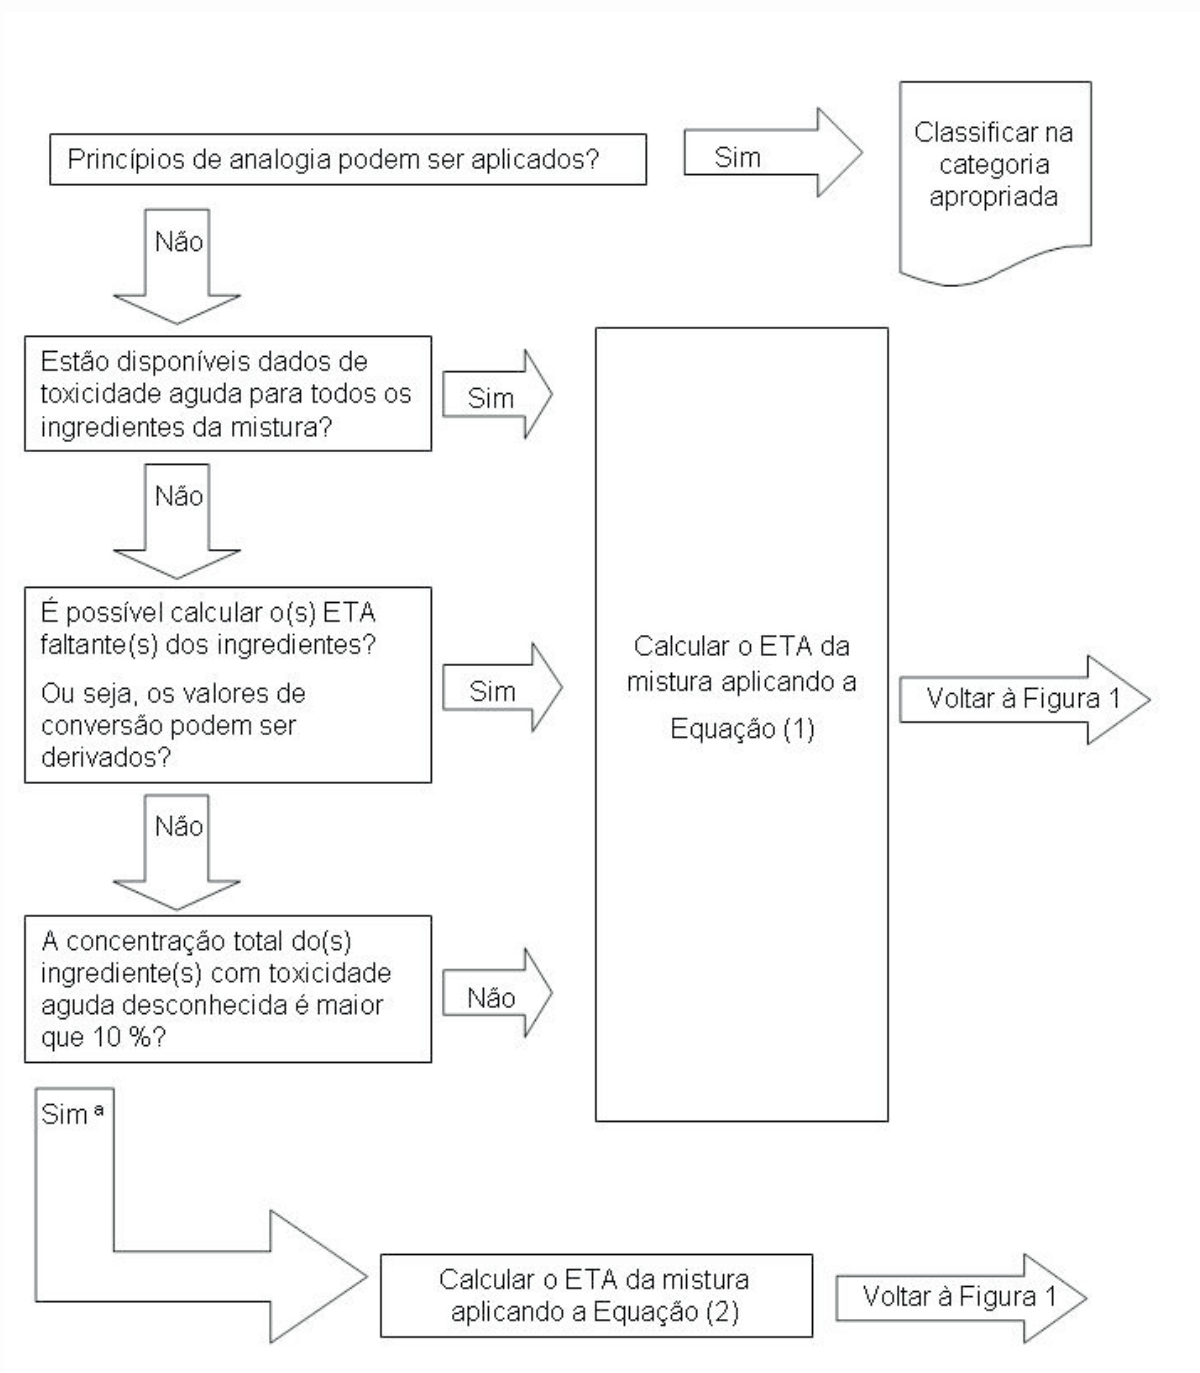 Princípios de analogia podem ser aplicados?
Sim
Classificar na
categoria
apropriada
Não
Estão disponíveis dados de
toxicidade aguda para todos os
ingredientes da mistura?
Sim
Não
É possível calcular o(s) ETA
faltante(s) dos ingredientes?
Ou seja, os valores de
conversão podem ser
derivados?
Sim
Calcular o ETA da
mistura aplicando a
Equação (1)
Voltar à Figura 1
Não
A concentração total do(s)
ingrediente(s) com toxicidade
aguda desconhecida é maior
que 10 %?
Não
Sim ª
Calcular o ETA da mistura
aplicando a Equação (2)
Voltar à Figura 1